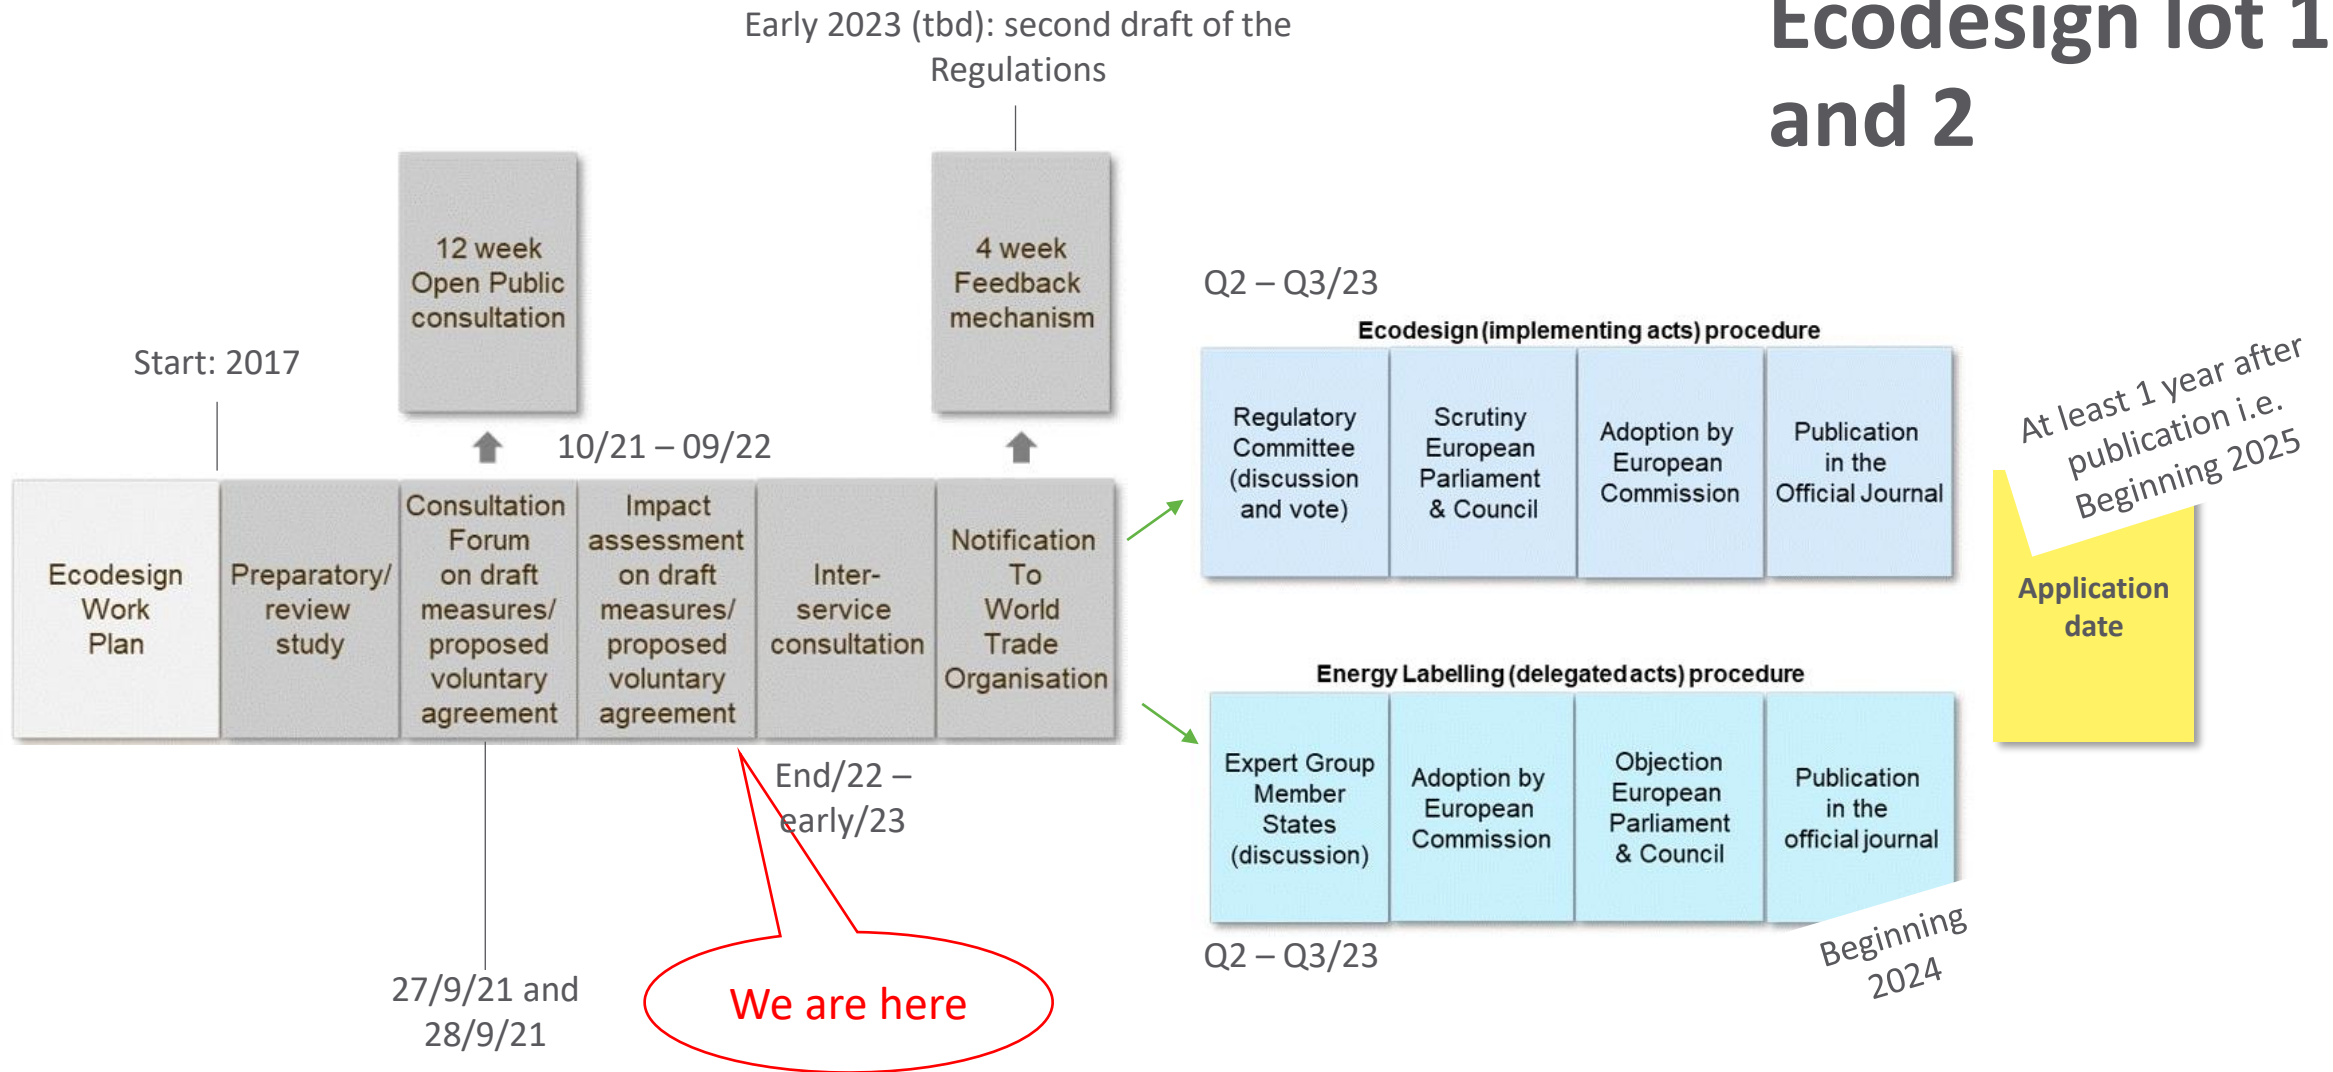 Ecodesign lot 1
and 2
Early 2023 (tbd): second draft of the
Regulations
12 week
Open Public
consultation
4 week
Feedback
mechanism
Start: 2017
10/21 – 09/22
Ecodesign
Work
Plan
Preparatory/
review
study
Consultation
Forum
on draft
measures/
proposed
voluntary
agreement
Impact
assessment
on draft
measures/
proposed
voluntary
agreement
Inter-
service
consultation
Notification
To
World
Trade
Organisation
27/9/21 and
28/9/21
End/22 –
early/23
We are here
Q2 – Q3/23
Ecodesign (implementing acts) procedure
Regulatory
Committee
(discussion
and vote)
Scrutiny
European
Parliament
& Council
Adoption by
European
Commission
Publication
in the
Official Journal
Energy Labelling (delegated acts) procedure
Expert Group
Member
States
(discussion)
Adoption by
European
Commission
Objection
European
Parliament
& Council
Publication
in the
official journal
Q2 – Q3/23
Beginning
2024
At least 1 year after
publication i.e.
Beginning 2025
Application
date